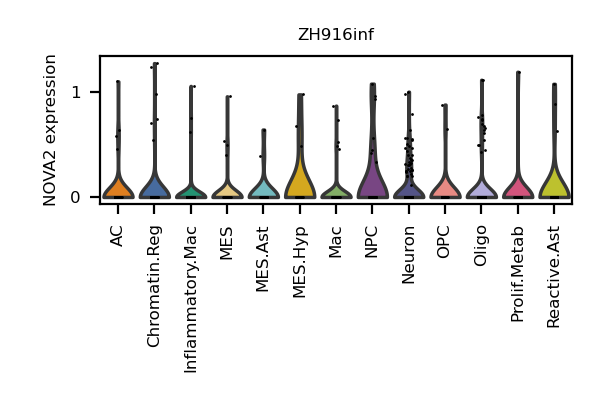 ZH916inf
NOVA2 expression
1
0
AC
Chromatin.Reg
Inflammatory.Mac
MES
MES.Ast
MES.Hyp
Mac
NPC
Neuron
OPC
Oligo
Prolif.Metab
Reactive.Ast